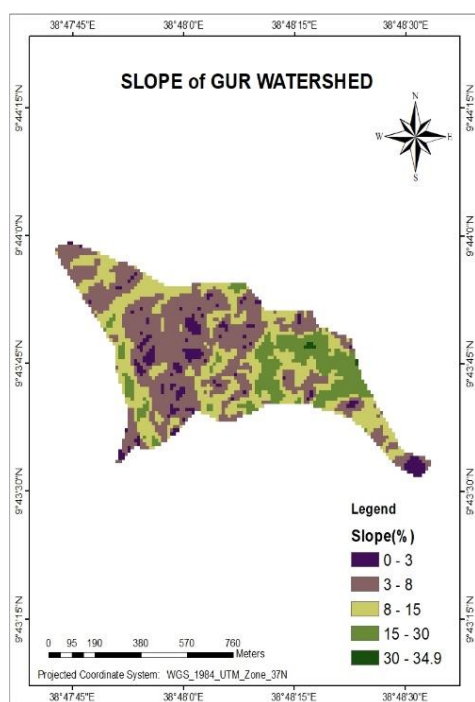 38°47'45"E 38°48'0"E 38°48'15"E 38°48'30"E
SLOPE of GUR WATERSHED
N
W E
S
9°44'15"N 9°44'15"N
9°44'0"N 9°44'0"N
9°43'45"N 9°43'45"N
9°43'30"N 9°43'30"N
Legend
Slope(%)
0 - 3
3 - 8
8 - 15
15 - 30
30 - 34.9
9°43'15"N 9°43'15"N
0 95 190 380 570 760
Meters
Projected Coordinate System: WGS_1984_UTM_Zone_37N
38°47'45"E 38°48'0"E 38°48'15"E 38°48'30"E